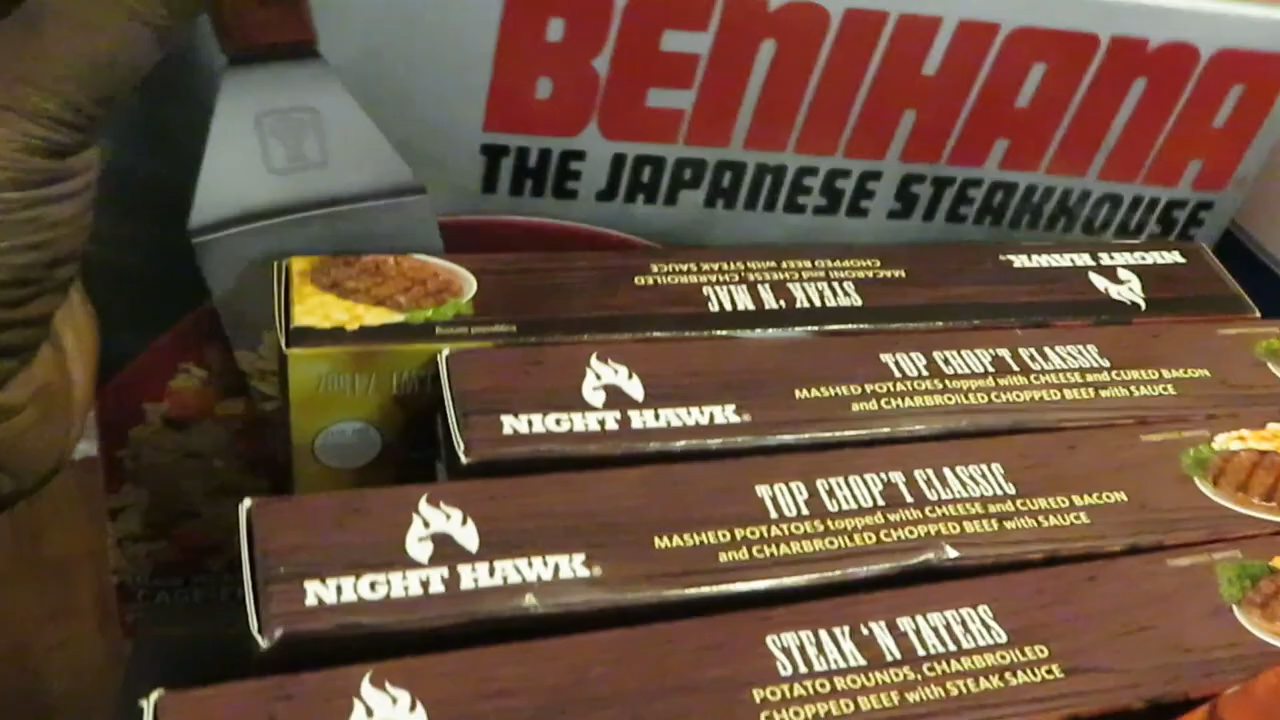 BENIHANA
THE JAPANESE STEAKHOUSE
NIGHT HAWK
STEAK 'N MAC
MACARONI and CHEESE, CHARBROILED
CHOPPED BEEF with STEAK SAUCE
NIGHT HAWK®
TOP CHOP'T CLASSIC
MASHED POTATOES topped with CHEESE and CURED BACON
and CHARBROILED CHOPPED BEEF with SAUCE
NIGHT HAWK®
TOP CHOP'T CLASSIC
MASHED POTATOES topped with CHEESE and CURED BACON
and CHARBROILED CHOPPED BEEF with SAUCE
STEAK 'N TATERS
POTATO ROUNDS, CHARBROILED
CHOPPED BEEF with STEAK SAUCE